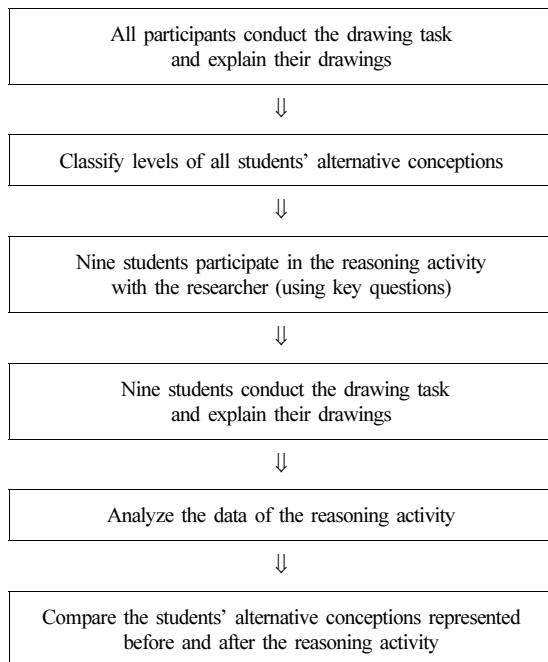 All participants conduct the drawing task
and explain their drawings
⇓
Classify levels of all students’ alternative conceptions
⇓
Nine students participate in the reasoning activity
with the researcher (using key questions)
⇓
Nine students conduct the drawing task
and explain their drawings
⇓
Analyze the data of the reasoning activity
⇓
Compare the students’ alternative conceptions represented
before and after the reasoning activity